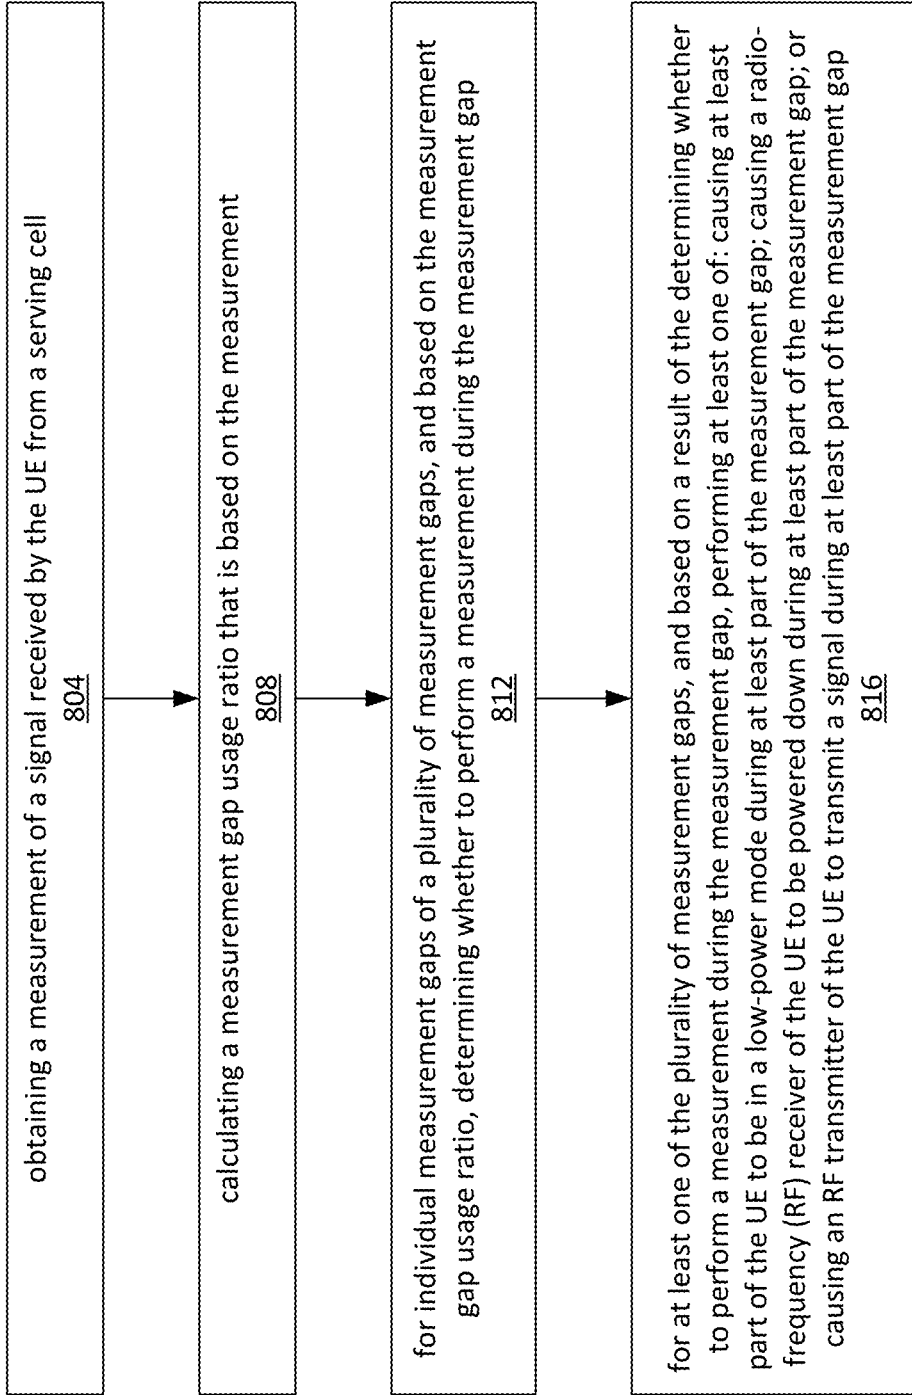 obtaining a measurement of a signal received by the UE from a serving cell
804
calculating a measurement gap usage ratio that is based on the measurement
808
for individual measurement gaps of a plurality of measurement gaps, and based on the measurement
gap usage ratio, determining whether to perform a measurement during the measurement gap
812
for at least one of the plurality of measurement gaps, and based on a result of the determining whether
to perform a measurement during the measurement gap, performing at least one of: causing at least
part of the UE to be in a low-power mode during at least part of the measurement gap; causing a radio-
frequency (RF) receiver of the UE to be powered down during at least part of the measurement gap; or
causing an RF transmitter of the UE to transmit a signal during at least part of the measurement gap
816